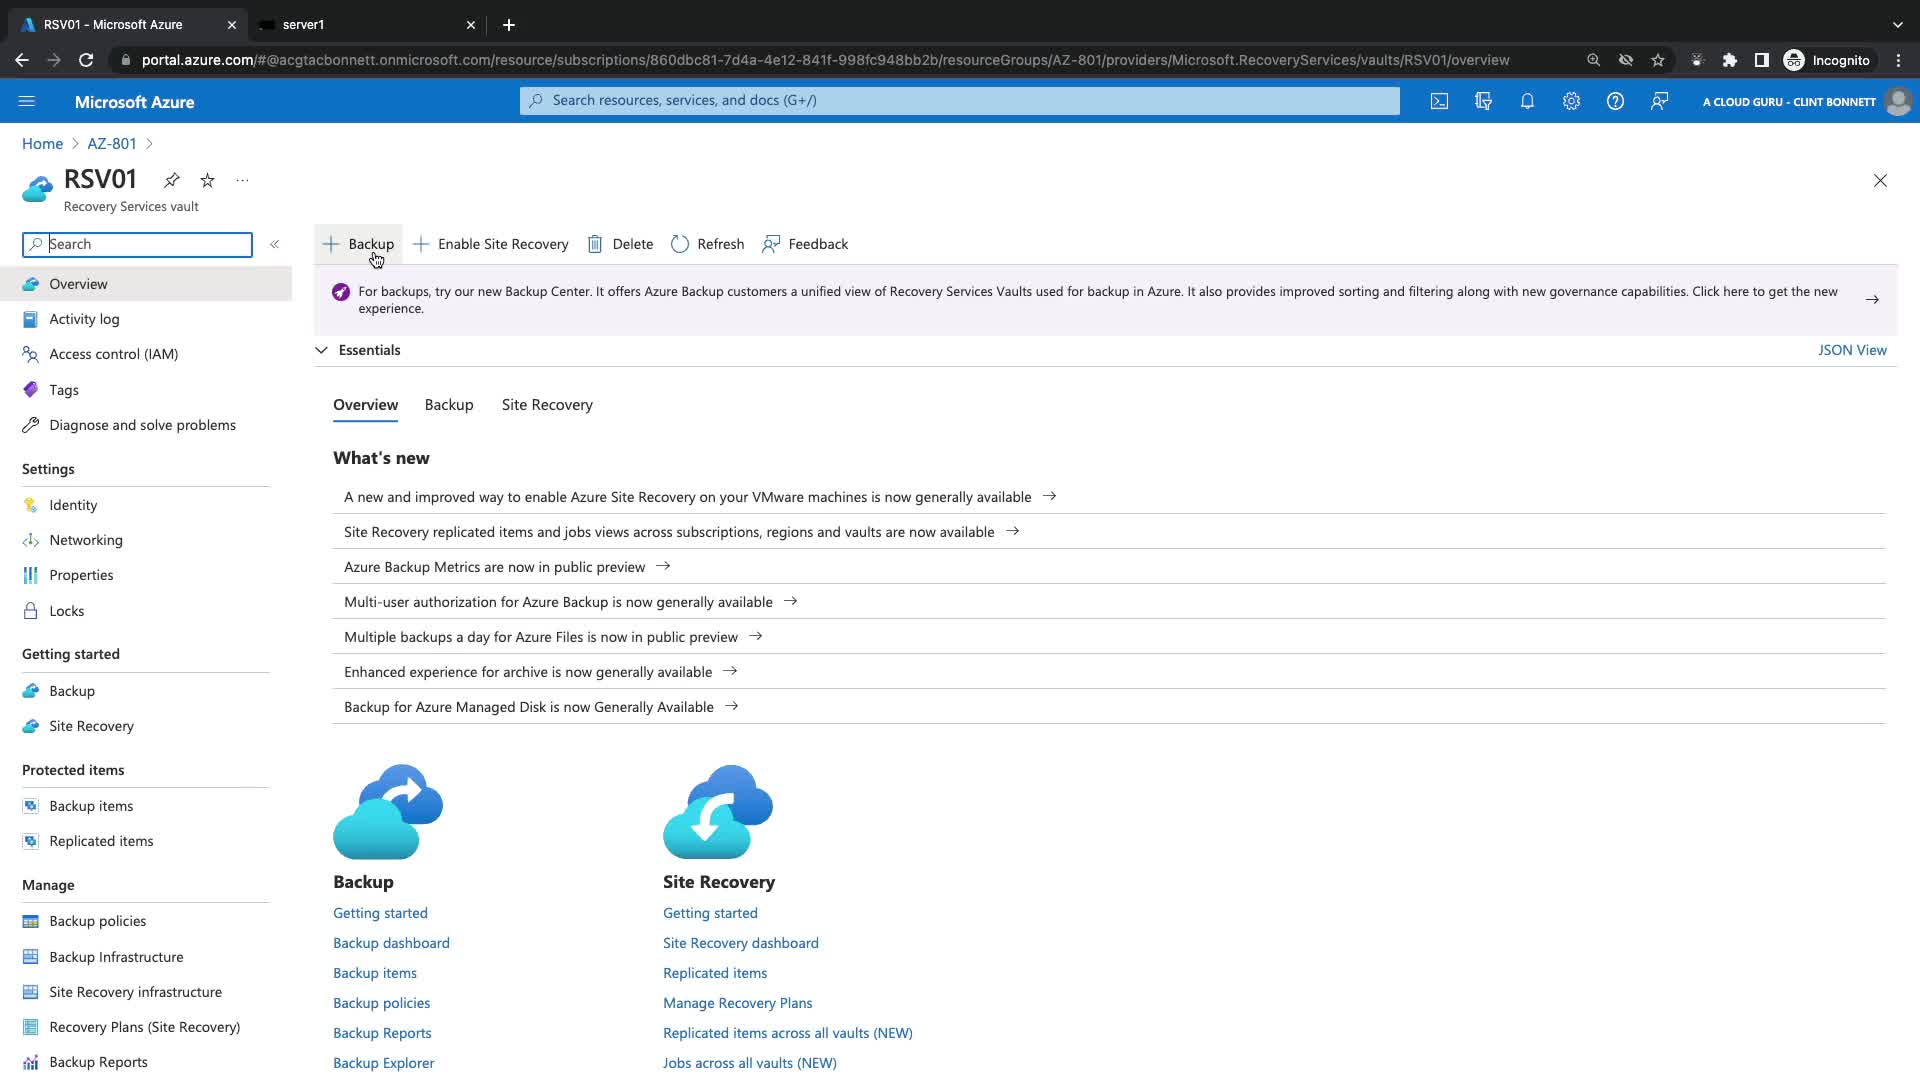 RSV01 - Microsoft Azure
server1
portal.azure.com/#@acgtacbonnett.onmicrosoft.com/resource/subscriptions/860dbc81-7d4a-4e12-841f-998fc948bb2b/resourceGroups/AZ-801/providers/Microsoft.RecoveryServices/vaults/RSV01/overview
Incognito
Microsoft Azure
Search resources, services, and docs (G+/)
A CLOUD GURU - CLINT BONNETT
Home > AZ-801 >
RSV01
Recovery Services vault
Search
Overview
Activity log
Access control (IAM)
Tags
Diagnose and solve problems
Settings
Identity
Networking
Properties
Locks
Getting started
Backup
Site Recovery
Protected items
Backup items
Replicated items
Manage
Backup policies
Backup Infrastructure
Site Recovery infrastructure
Recovery Plans (Site Recovery)
Backup Reports
Backup
Enable Site Recovery
Delete
Refresh
Feedback
For backups, try our new Backup Center. It offers Azure Backup customers a unified view of Recovery Services Vaults used for backup in Azure. It also provides improved sorting and filtering along with new governance capabilities. Click here to get the new
experience.
Essentials
JSON View
Overview
Backup
Site Recovery
What's new
A new and improved way to enable Azure Site Recovery on your VMware machines is now generally available
Site Recovery replicated items and jobs views across subscriptions, regions and vaults are now available
Azure Backup Metrics are now in public preview
Multi-user authorization for Azure Backup is now generally available
Multiple backups a day for Azure Files is now in public preview
Enhanced experience for archive is now generally available
Backup for Azure Managed Disk is now Generally Available
Backup
Getting started
Backup dashboard
Backup items
Backup policies
Backup Reports
Backup Explorer
Site Recovery
Getting started
Site Recovery dashboard
Replicated items
Manage Recovery Plans
Replicated items across all vaults (NEW)
Jobs across all vaults (NEW)